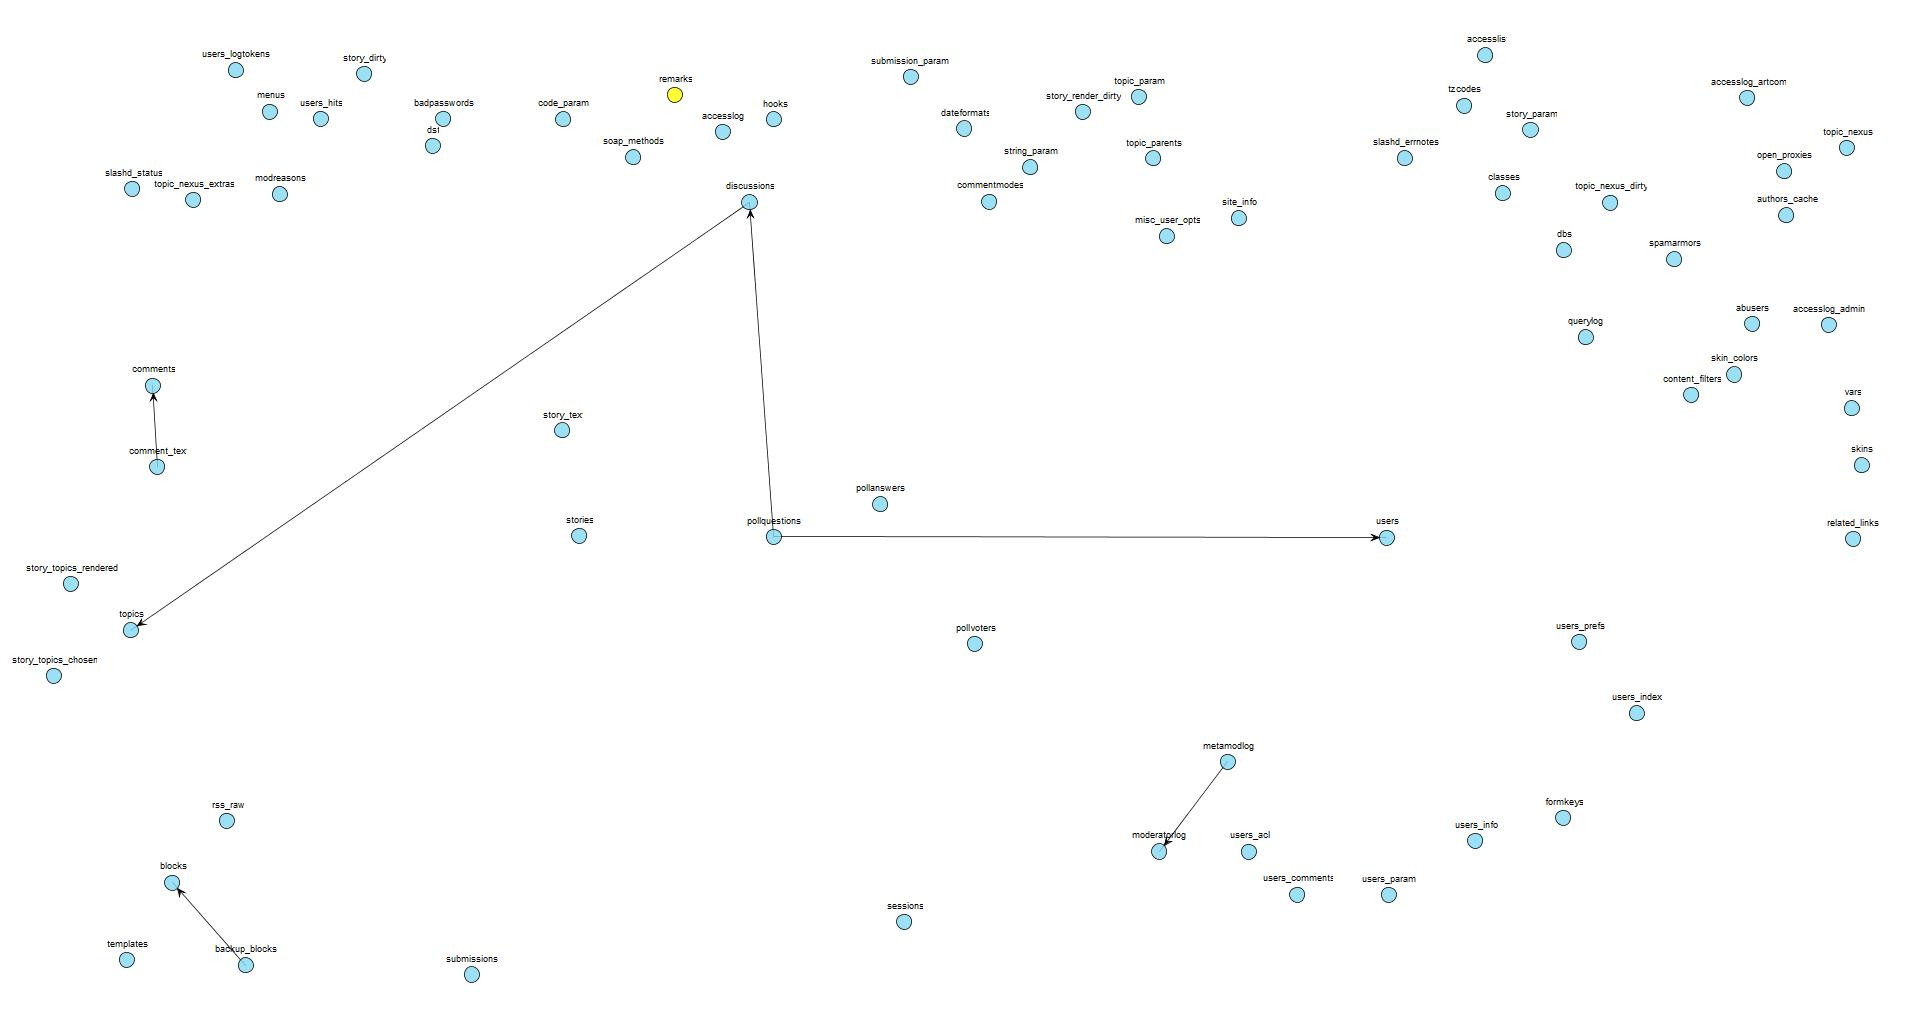 accesslis
users_logtokens
story_dirty
submission_param
remarks
topic_param
accesslog_artcom
tzcodes
menus
story_render_dirty
users_hits
badpasswords
code_param
hooks
dateformats
story_param
accesslog
dst
topic_nexus
soap_methods
slashd_errnotes
topic_parents
string_param
open_proxies
slashd_status
classes
modreasons
topic_nexus_extras
commentmodes
discussions
topic_nexus_dirty
authors_cache
site_info
misc_user_opts
dbs
spamarmors
abusers
accesslog_admin
querylog
skin_colors
comments
content_filters
vars
story_tex
comment_tex
skins
pollanswers
stories
pollquestions
users
related_links
story_topics_rendered
topics
pollvoters
users_prefs
story_topics_chosen
users_index
metamodlog
formkeys
rss_raw
users_info
moderatorlog
users_acl
blocks
users_comments
users_param
sessions
templates
backup_blocks
submissions